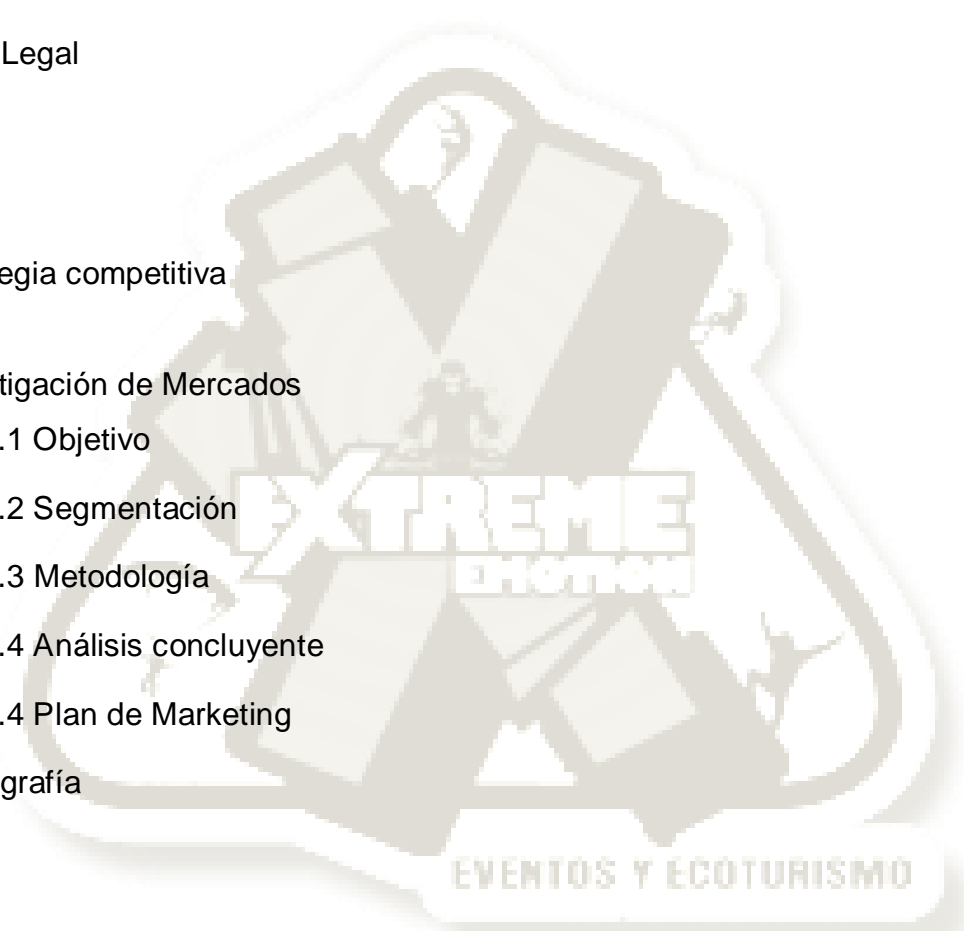 Legal
egia competitiva
tigación de Mercados
.1 Objetivo
.2 Segmentación
.3 Metodología
.4 Análisis concluyente
.4 Plan de Marketing
grafía
EXTREME
EMOTION
EVENTOS Y ECOTURISMO